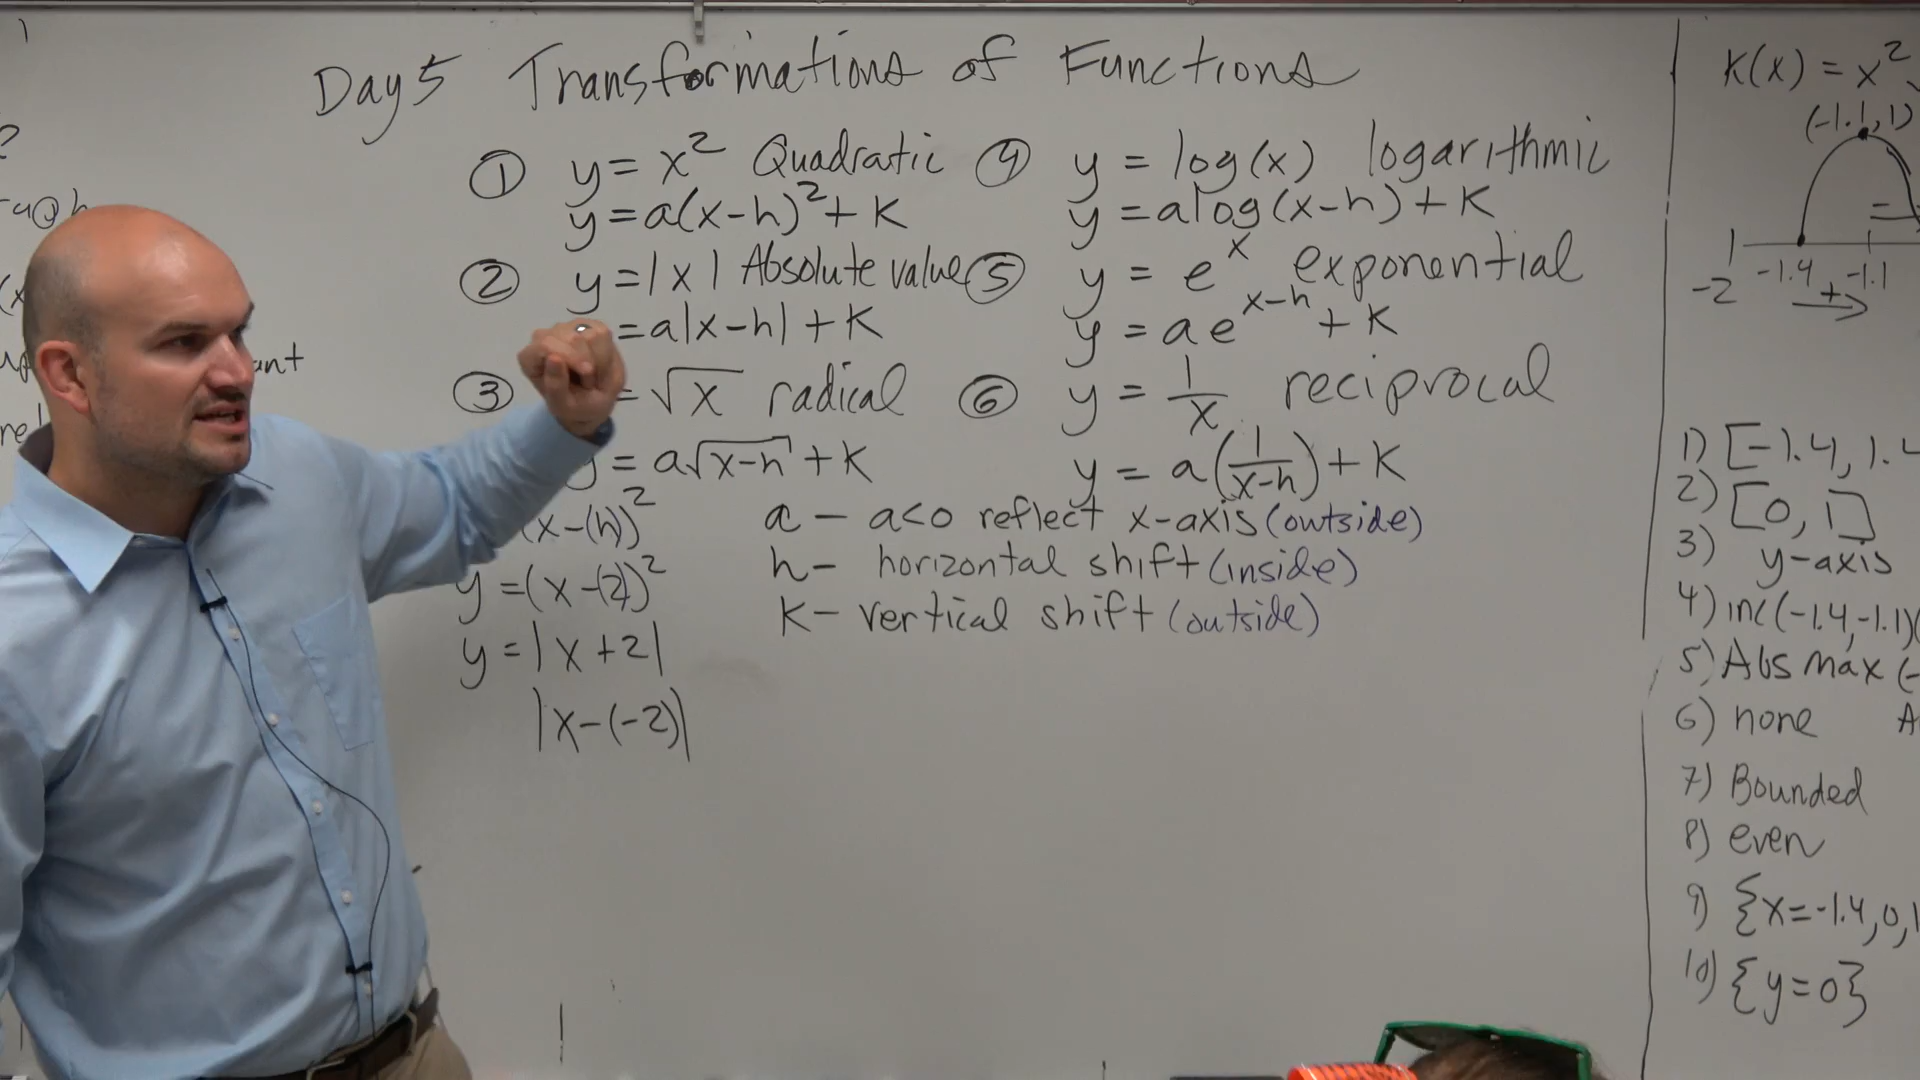 Day 5 Transformations of Functions
① y = x² Quadratic
y = a(x-h)² + K
② y = |x| Absolute value
= a|x-h| + K
③ = √x radical
y = a√x-h + K
④ y = log(x) logarithmic
y = alog(x-h) + K
⑤ y = e^x exponential
y = ae^x-h + K
⑥ y = 1/x reciprocal
y = a(1/x-h) + K
(x-(h))²
y = (x-(2))²
y = |x+2|
|x-(-2)|
a - a<0 reflect x-axis (outside)
h- horizontal shift (inside)
K- vertical shift (outside)
ant
K(x) = x²
(-1.1,1)
-1.4 -1.1
-2
+
1) [-1.4, 1.4
2) [0, 1]
3) y-axis
4) inc (-1.4,-1.1)
5) Abs max (-
6) none A
7) Bounded
8) even
9) {x=-1.4,0,1
10) {y=0}